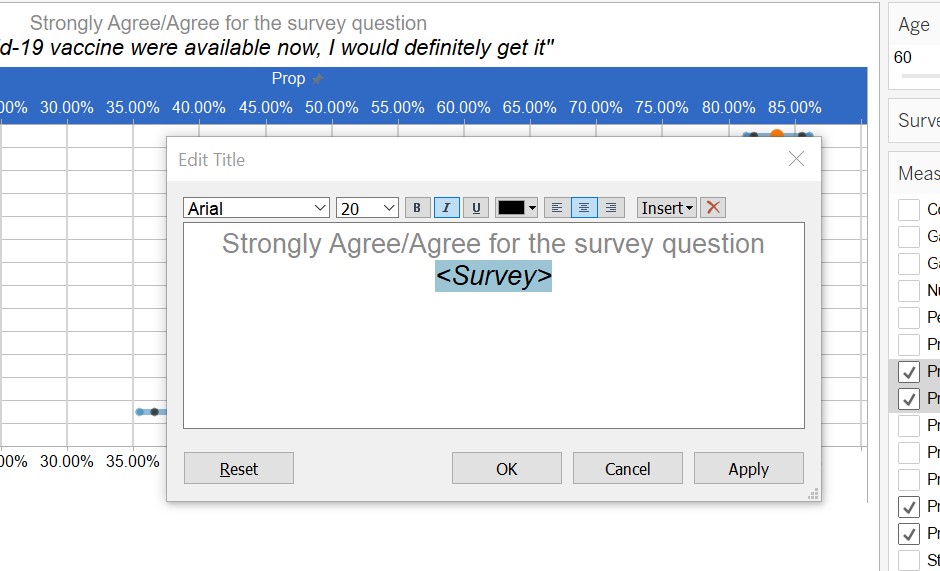 Strongly Agree/Agree for the survey question
d-19 vaccine were available now, I would definitely get it"
Prop
00% 30.00% 35.00% 40.00% 45.00% 50.00% 55.00% 60.00% 65.00% 70.00% 75.00% 80.00% 85.00%
Edit Title
Arial 20 B I U Insert
Strongly Agree/Agree for the survey question
<Survey>
00% 30.00% 35.00%
Reset OK Cancel Apply
Age
60
Surve
Meas
Co
Ga
Ga
Nu
Pe
Pr
Pr
Pr
Pr
Pr
Pr
Pr
Pr
St